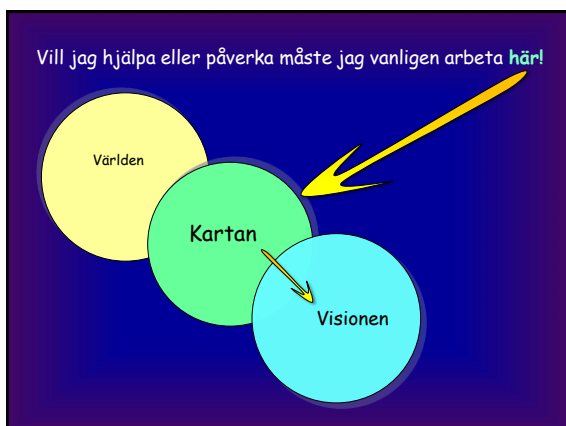 Vill jag hjälpa eller påverka måste jag vanligen arbeta här!
Världen
Kartan
Visionen